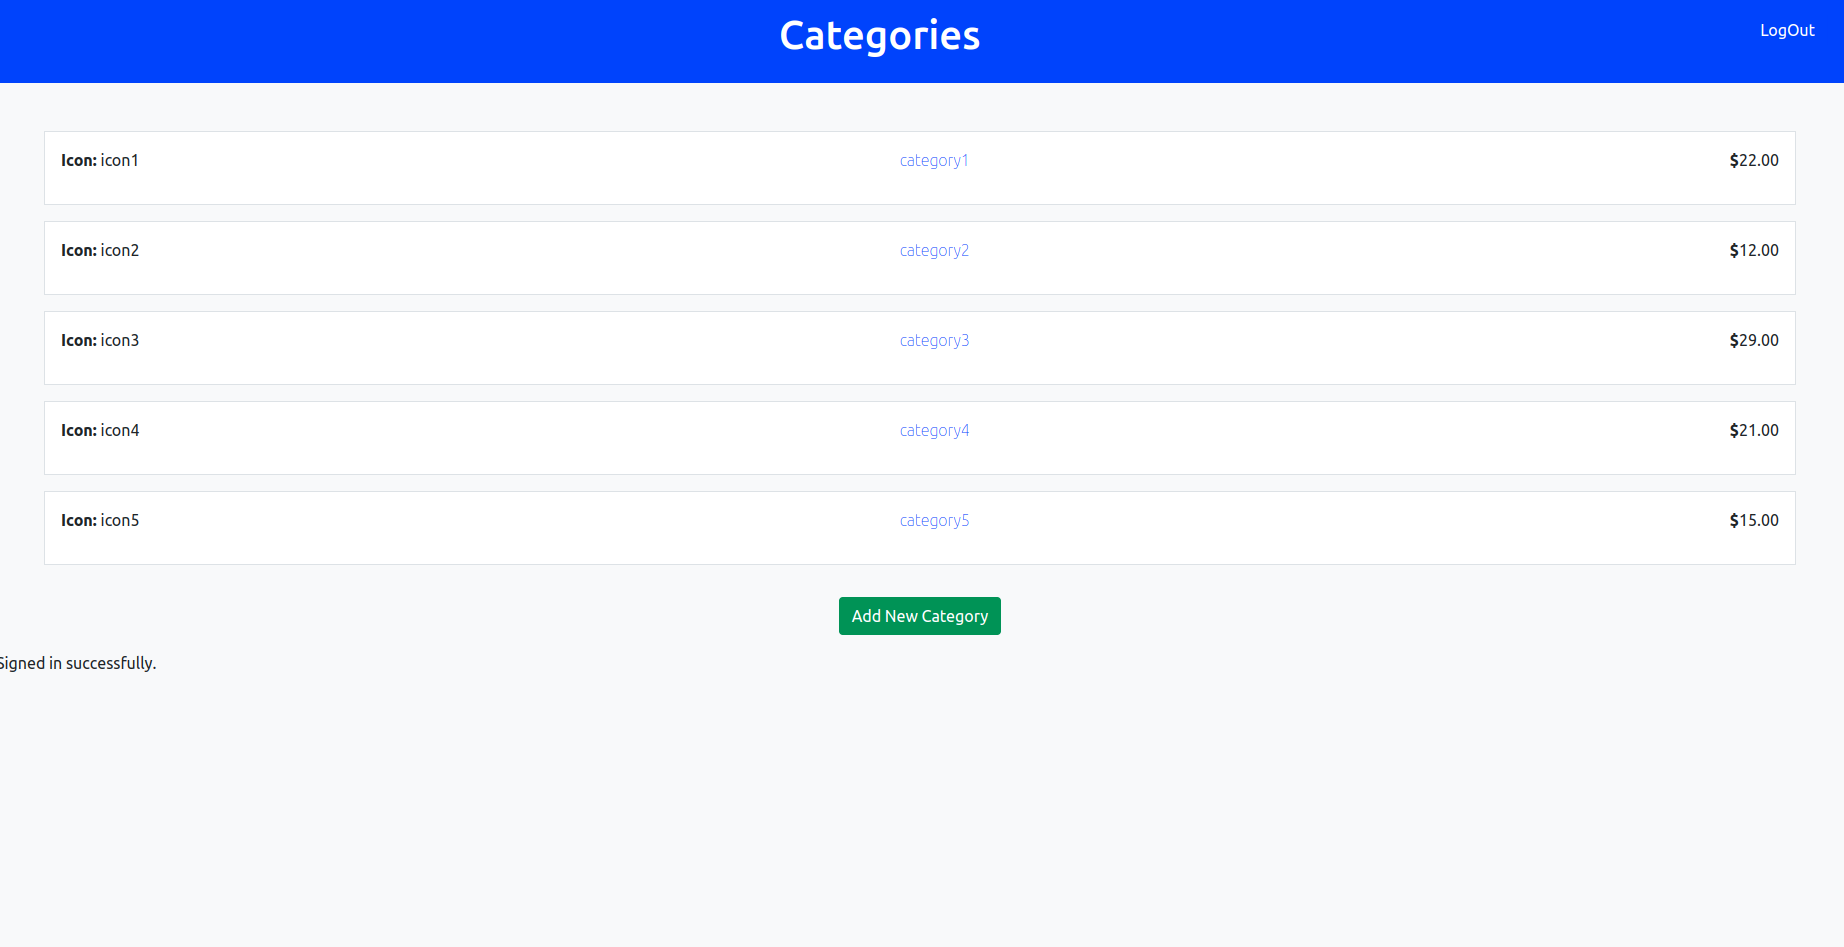 Categories
LogOut
Icon: icon1 category1 $22.00
Icon: icon2 category2 $12.00
Icon: icon3 category3 $29.00
Icon: icon4 category4 $21.00
Icon: icon5 category5 $15.00
Add New Category
Signed in successfully.